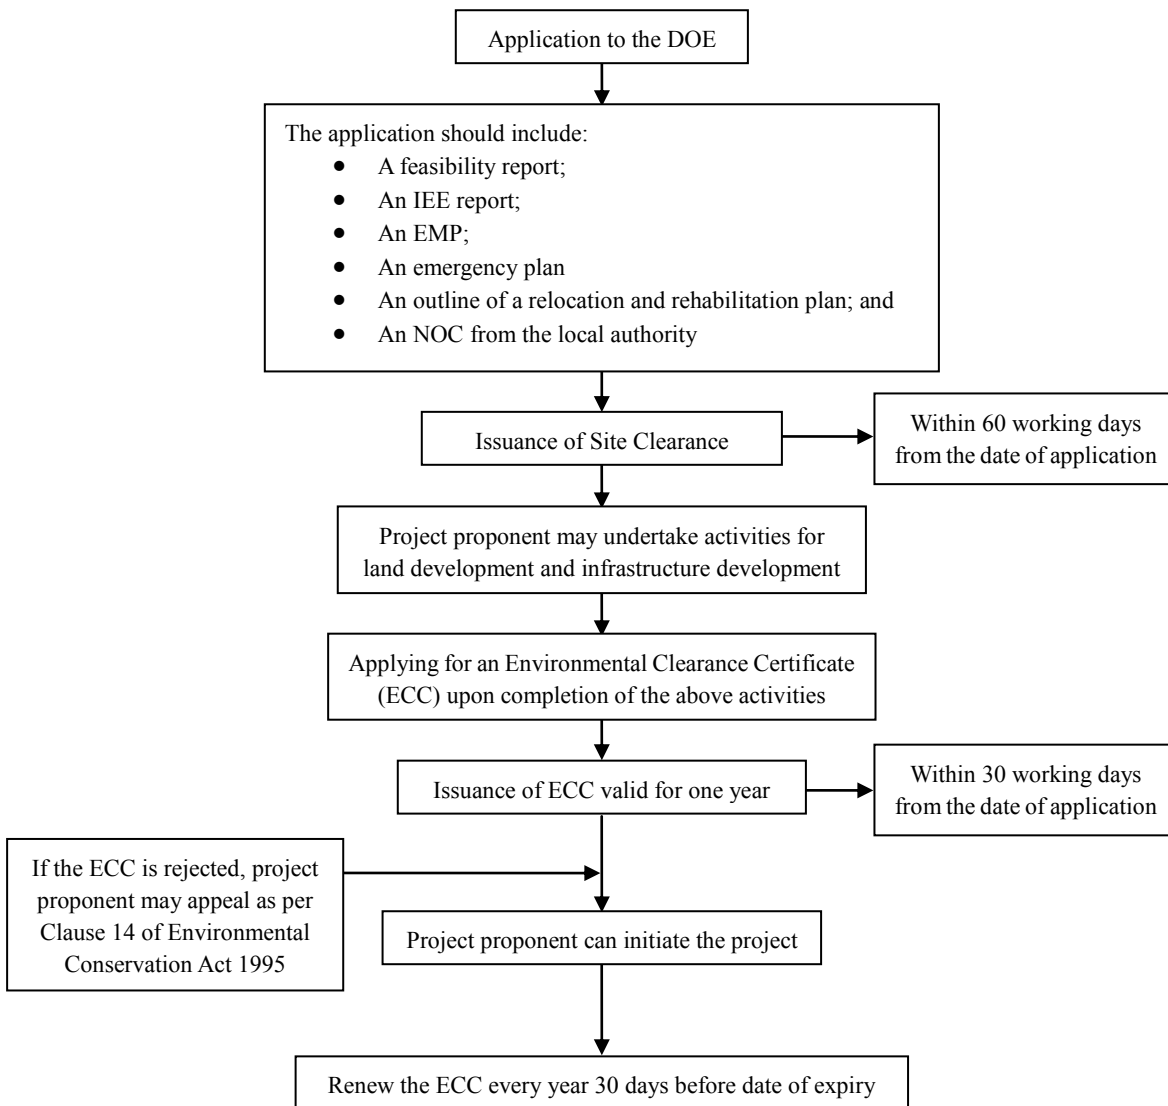 Application to the DOE
The application should include:
● A feasibility report;
● An IEE report;
● An EMP;
● An emergency plan
● An outline of a relocation and rehabilitation plan; and
● An NOC from the local authority
Issuance of Site Clearance
Within 60 working days
from the date of application
Project proponent may undertake activities for
land development and infrastructure development
Applying for an Environmental Clearance Certificate
(ECC) upon completion of the above activities
Issuance of ECC valid for one year
Within 30 working days
from the date of application
If the ECC is rejected, project
proponent may appeal as per
Clause 14 of Environmental
Conservation Act 1995
Project proponent can initiate the project
Renew the ECC every year 30 days before date of expiry